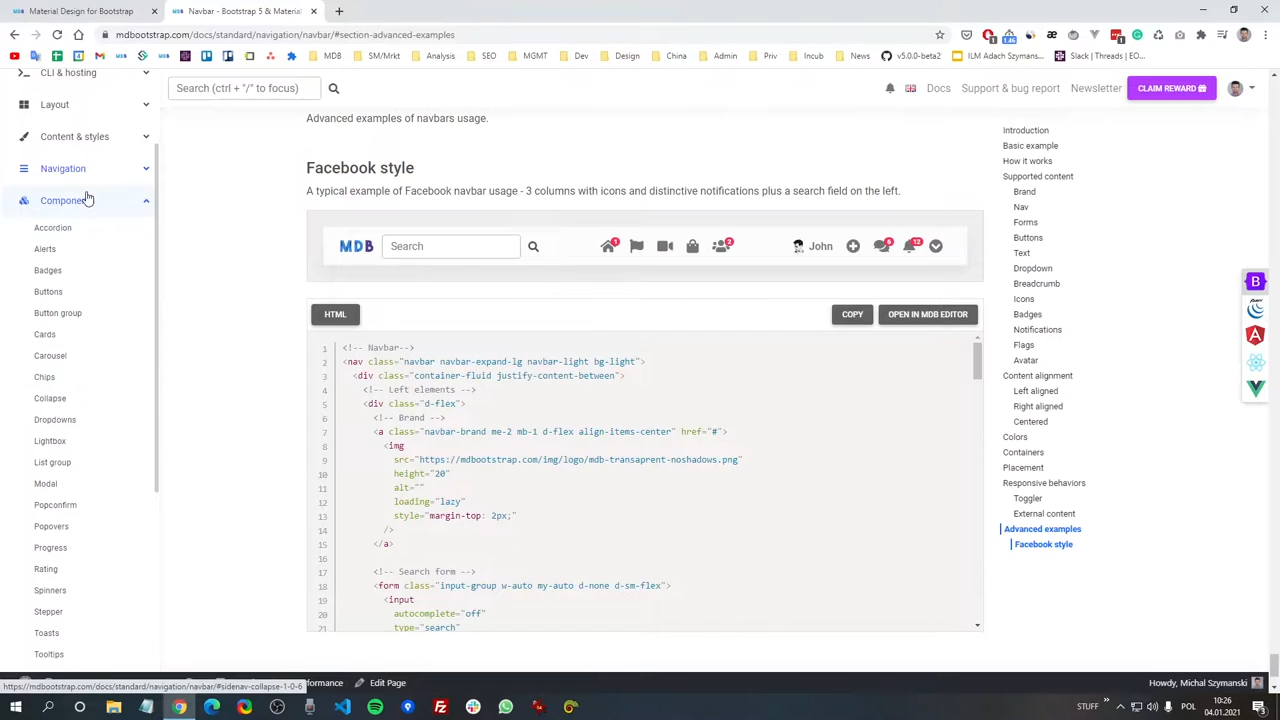 Material Design for Bootstrap
Navbar - Bootstrap 5 & Material
mdbootstrap.com/docs/standard/navigation/navbar/#section-advanced-examples
MDB
SM/Mrkt
Analysis
SEO
MGMT
Dev
Design
China
Admin
Priv
Incub
News
v5.0.0-beta2
ILM Adach Szymans...
Slack | Threads | EO...
CLI & hosting
Layout
Content & styles
Navigation
Accordion
Alerts
Badges
Buttons
Button group
Cards
Carousel
Chips
Collapse
Dropdowns
Lightbox
List group
Modal
Popconfirm
Popovers
Progress
Rating
Spinners
Stepper
Toasts
Tooltips
Search (ctrl + "/" to focus)
Docs
Support & bug report
Newsletter
CLAIM REWARD
Advanced examples of navbars usage.
Facebook style
A typical example of Facebook navbar usage - 3 columns with icons and distinctive notifications plus a search field on the left.
MDB
Search
1
2
John
6
12
HTML
COPY
OPEN IN MDB EDITOR
1 <!-- Navbar-->
2 <nav class="navbar navbar-expand-lg navbar-light bg-light">
3 <div class="container-fluid justify-content-between">
4 <!-- Left elements -->
5 <div class="d-flex">
6 <!-- Brand -->
7 <a class="navbar-brand me-2 mb-1 d-flex align-items-center" href="#">
8 <img
9 src="https://mdbootstrap.com/img/logo/mdb-transaprent-noshadows.png"
10 height="20"
11 alt=""
12 loading="lazy"
13 style="margin-top: 2px;"
14 />
15 </a>
16
17 <!-- Search form -->
18 <form class="input-group w-auto my-auto d-none d-sm-flex">
19 <input
20 autocomplete="off"
21 type="search"
Introduction
Basic example
How it works
Supported content
Brand
Nav
Forms
Buttons
Text
Dropdown
Breadcrumb
Icons
Badges
Notifications
Flags
Avatar
Content alignment
Left aligned
Right aligned
Centered
Colors
Containers
Placement
Responsive behaviors
Toggler
External content
Advanced examples
Facebook style
B
https://mdbootstrap.com/docs/standard/navigation/navbar/#sidenav-collapse-1-0-6
Edit Page
Howdy, Michal Szymanski
STUFF
POL
10:26
04.01.2021